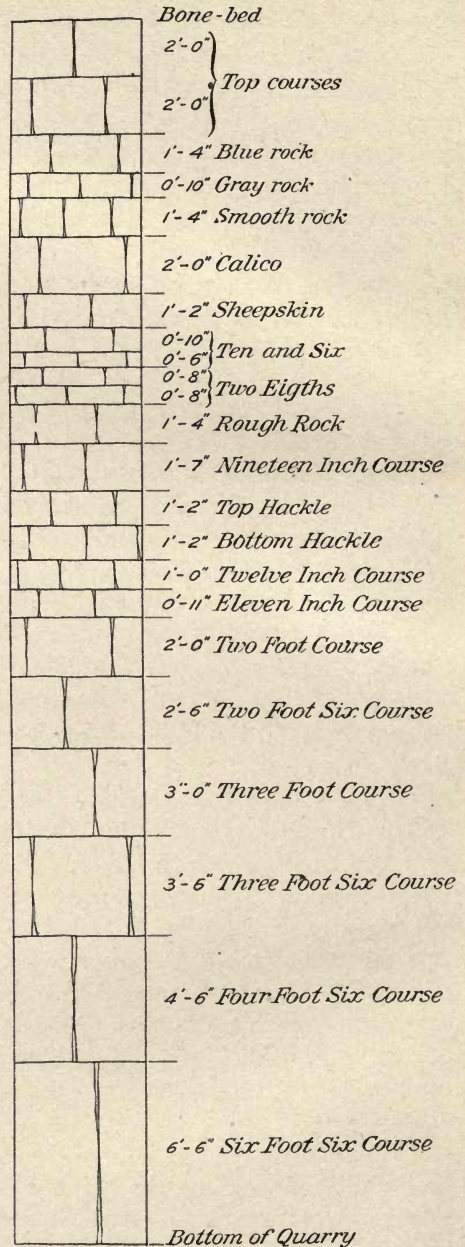 Bone-bed
2'-0"
Top courses
2'-0"
1'-4" Blue rock
0'-10" Gray rock
1'-4" Smooth rock
2'-0" Calico
1'-2" Sheepskin
0'-10"
Ten and Six
0'-6"
0'-8"
Two Eigths
0'-8"
1'-4" Rough Rock
1'-7" Nineteen Inch Course
1'-2" Top Hackle
1'-2" Bottom Hackle
1'-0" Twelve Inch Course
0'-11" Eleven Inch Course
2'-0" Two Foot Course
2'-6" Two Foot Six Course
3"-0" Three Foot Course
3'-6" Three Foot Six Course
4'-6" Four Foot Six Course
6'-6" Six Foot Six Course
Bottom of Quarry